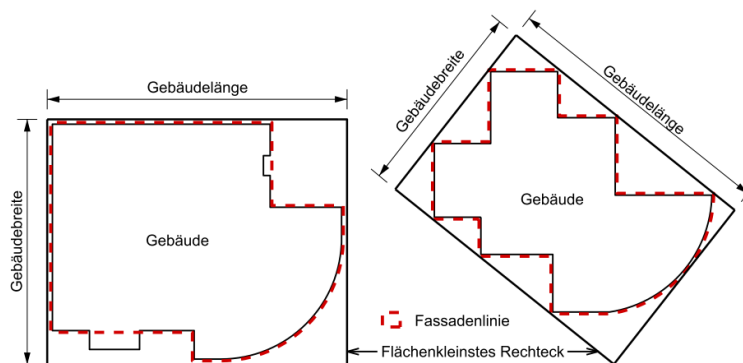 Gebäudelänge
Gebäudebreite
Gebäude
Gebäudebreite
Gebäudelänge
Gebäude
Fassadenlinie
Flächenkleinstes Rechteck